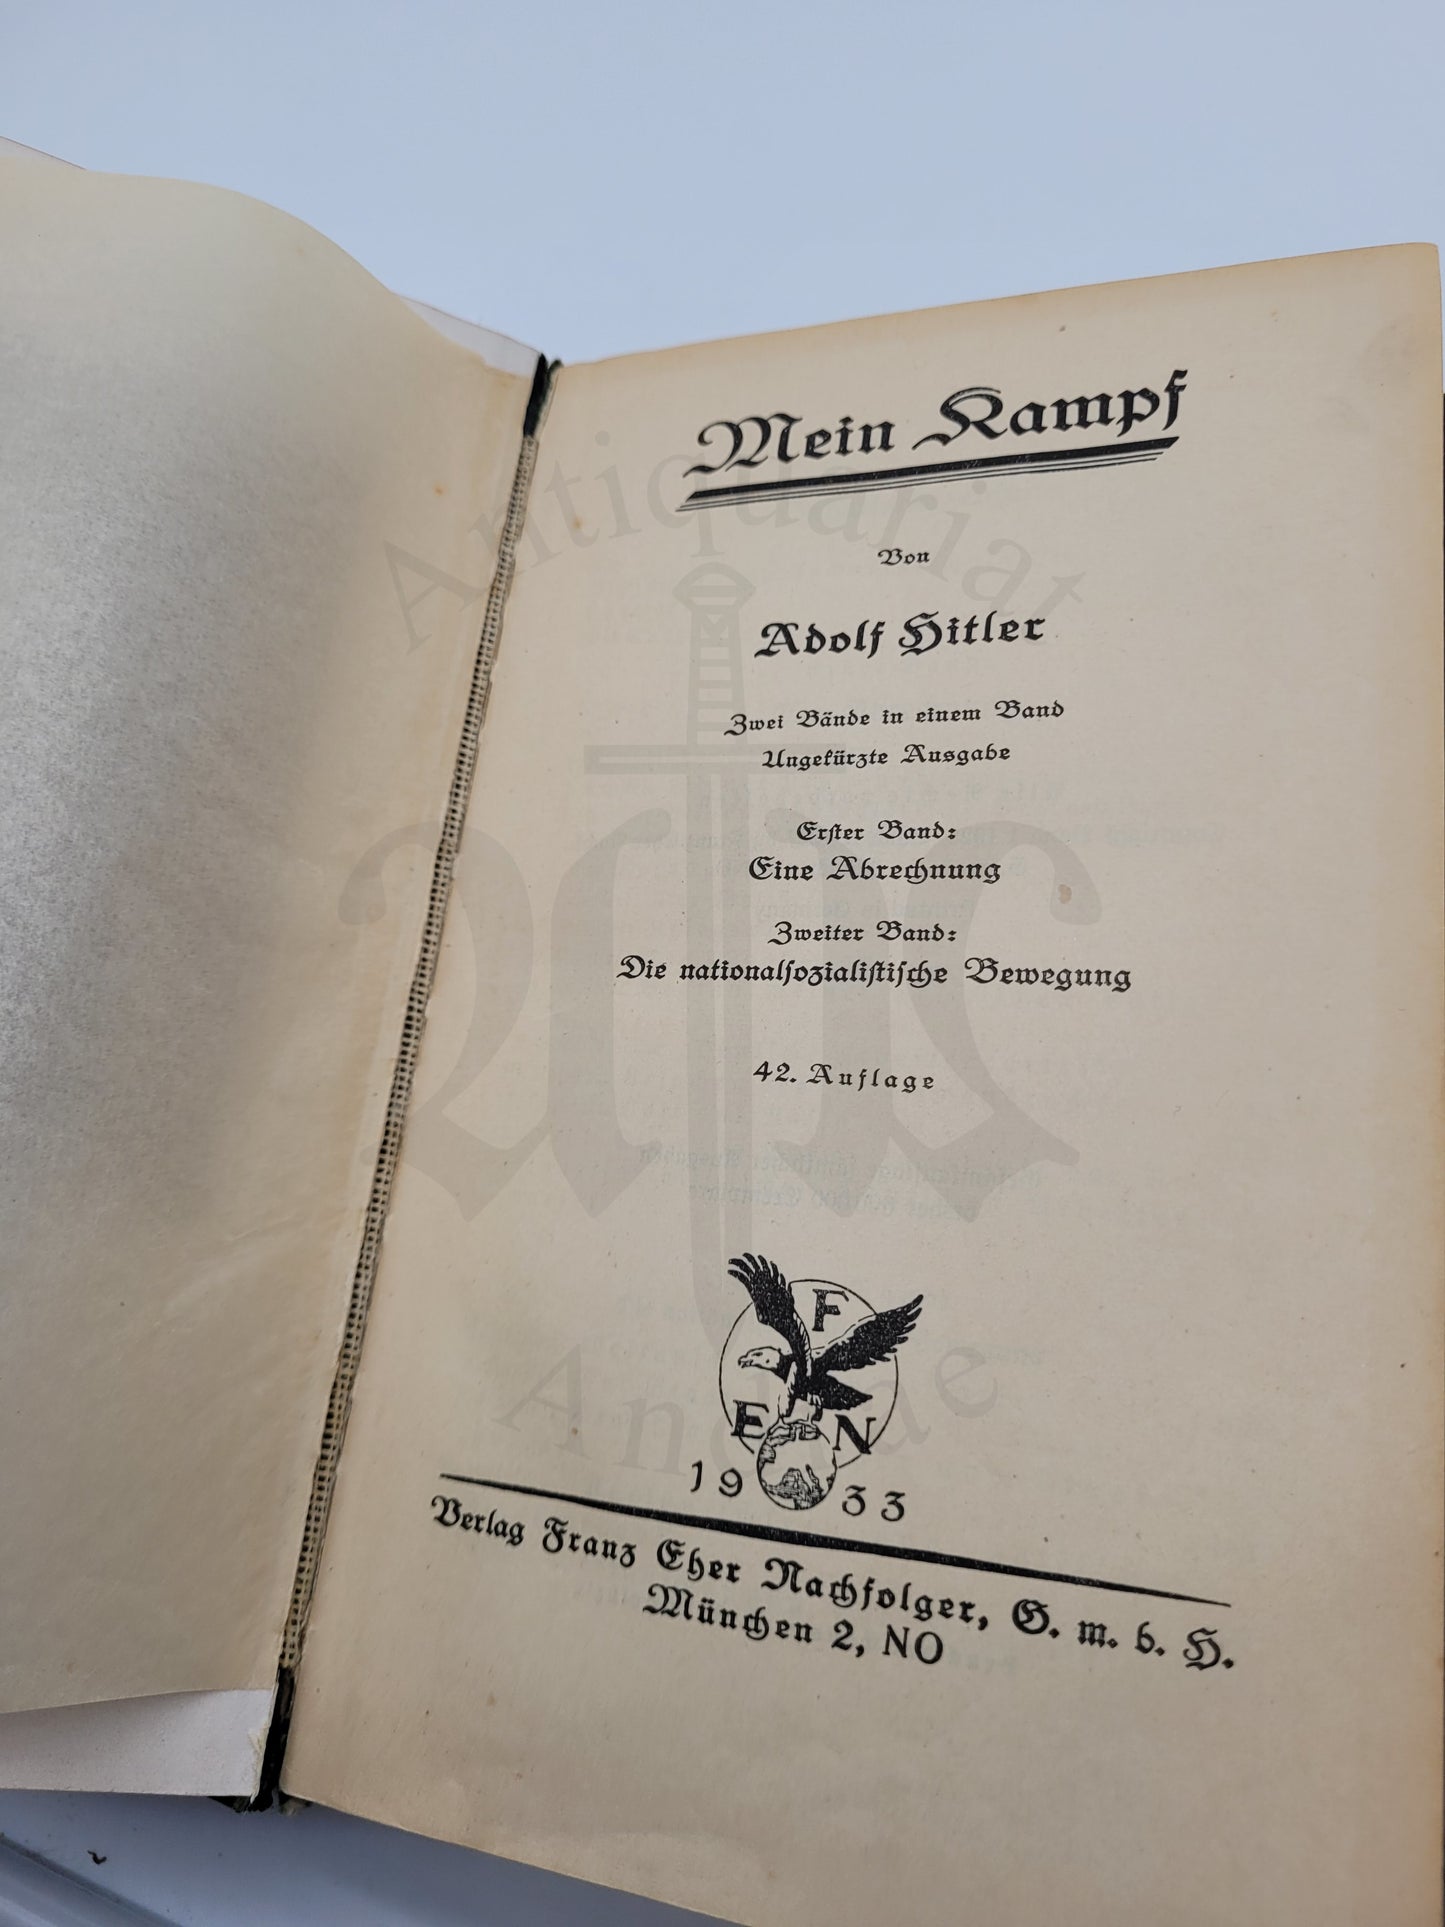 Mein Kampf
Von
Adolf Hitler
Zwei Bände in einem Band
Ungekürzte Ausgabe
Erster Band:
Eine Abrechnung
Zweiter Band:
Die nationalsozialistische Bewegung
42. Auflage
F
E N
1933
Verlag Franz Eher Nachfolger, G. m. b. H.
München 2, NO
Antiquariat